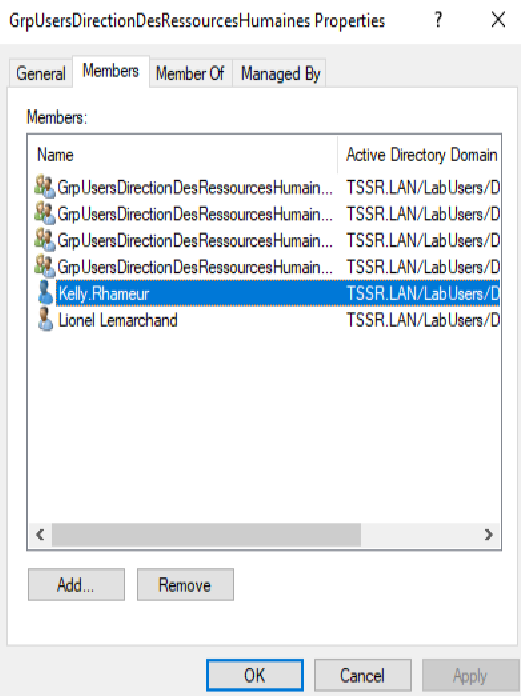 GrpUsersDirectionDesRessourcesHumaines Properties ? ×
General Members Member Of Managed By
Members:
Name Active Directory Domain
GrpUsersDirectionDesRessourcesHumain... TSSR.LAN/LabUsers/D
GrpUsersDirectionDesRessourcesHumain... TSSR.LAN/LabUsers/D
GrpUsersDirectionDesRessourcesHumain... TSSR.LAN/LabUsers/D
GrpUsersDirectionDesRessourcesHumain... TSSR.LAN/LabUsers/D
Kelly.Rhameur TSSR.LAN/LabUsers/D
Lionel Lemarchand TSSR.LAN/LabUsers/D
Add... Remove
OK Cancel Apply